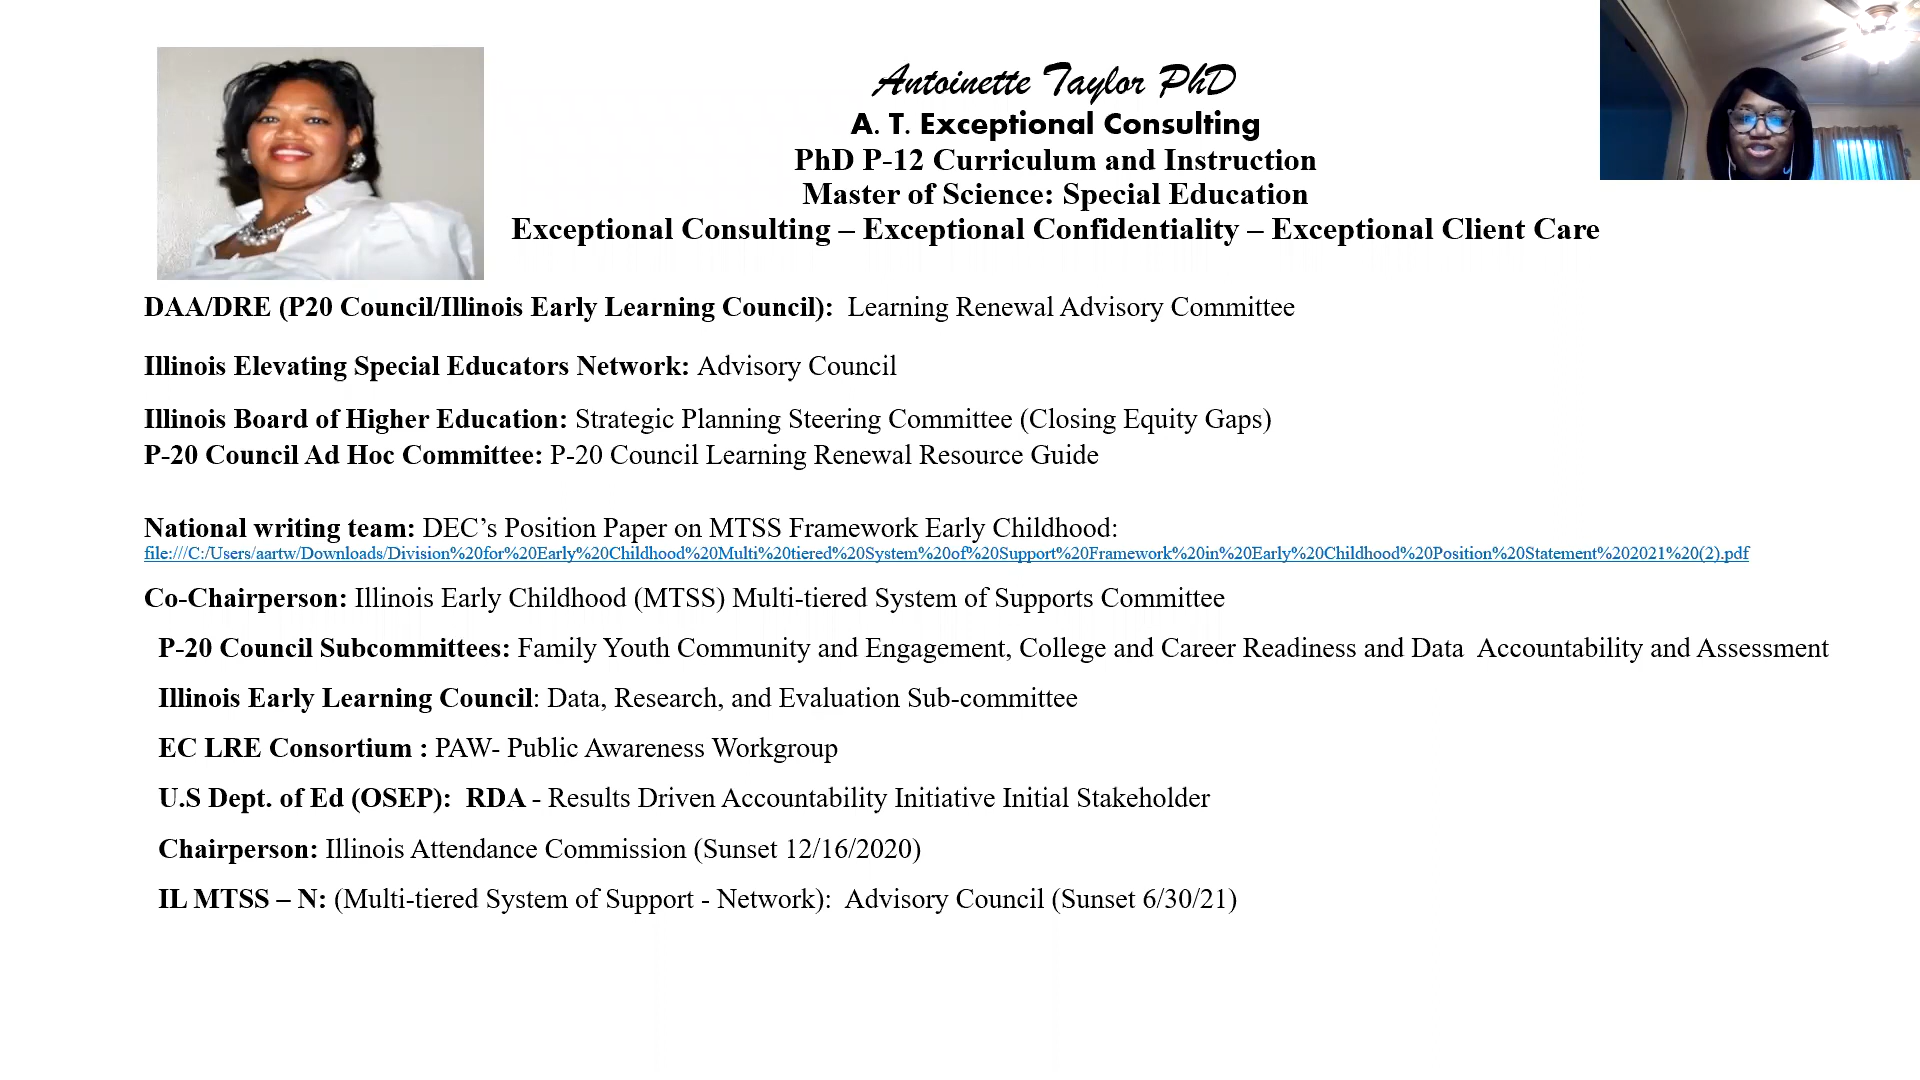 Antoinette Taylor PhD
A. T. Exceptional Consulting
PhD P-12 Curriculum and Instruction
Master of Science: Special Education
Exceptional Consulting – Exceptional Confidentiality – Exceptional Client Care
DAA/DRE (P20 Council/Illinois Early Learning Council): Learning Renewal Advisory Committee
Illinois Elevating Special Educators Network: Advisory Council
Illinois Board of Higher Education: Strategic Planning Steering Committee (Closing Equity Gaps)
P-20 Council Ad Hoc Committee: P-20 Council Learning Renewal Resource Guide
National writing team: DEC’s Position Paper on MTSS Framework Early Childhood:
file:///C:/Users/aartw/Downloads/Division%20for%20Early%20Childhood%20Multi%20tiered%20System%20of%20Support%20Framework%20in%20Early%20Childhood%20Position%20Statement%202021%20(2).pdf
Co-Chairperson: Illinois Early Childhood (MTSS) Multi-tiered System of Supports Committee
P-20 Council Subcommittees: Family Youth Community and Engagement, College and Career Readiness and Data Accountability and Assessment
Illinois Early Learning Council: Data, Research, and Evaluation Sub-committee
EC LRE Consortium : PAW- Public Awareness Workgroup
U.S Dept. of Ed (OSEP): RDA - Results Driven Accountability Initiative Initial Stakeholder
Chairperson: Illinois Attendance Commission (Sunset 12/16/2020)
IL MTSS – N: (Multi-tiered System of Support - Network): Advisory Council (Sunset 6/30/21)